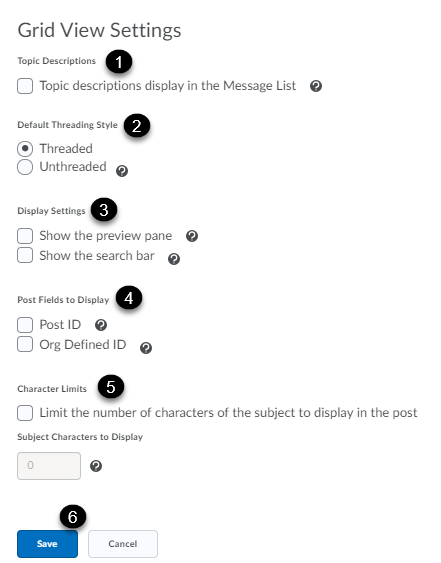 Grid View Settings
Topic Descriptions 1
Topic descriptions display in the Message List ?
Default Threading Style 2
Threaded
Unthreaded ?
Display Settings 3
Show the preview pane ?
Show the search bar ?
Post Fields to Display 4
Post ID ?
Org Defined ID ?
Character Limits 5
Limit the number of characters of the subject to display in the post
Subject Characters to Display
0 ?
6
Save Cancel